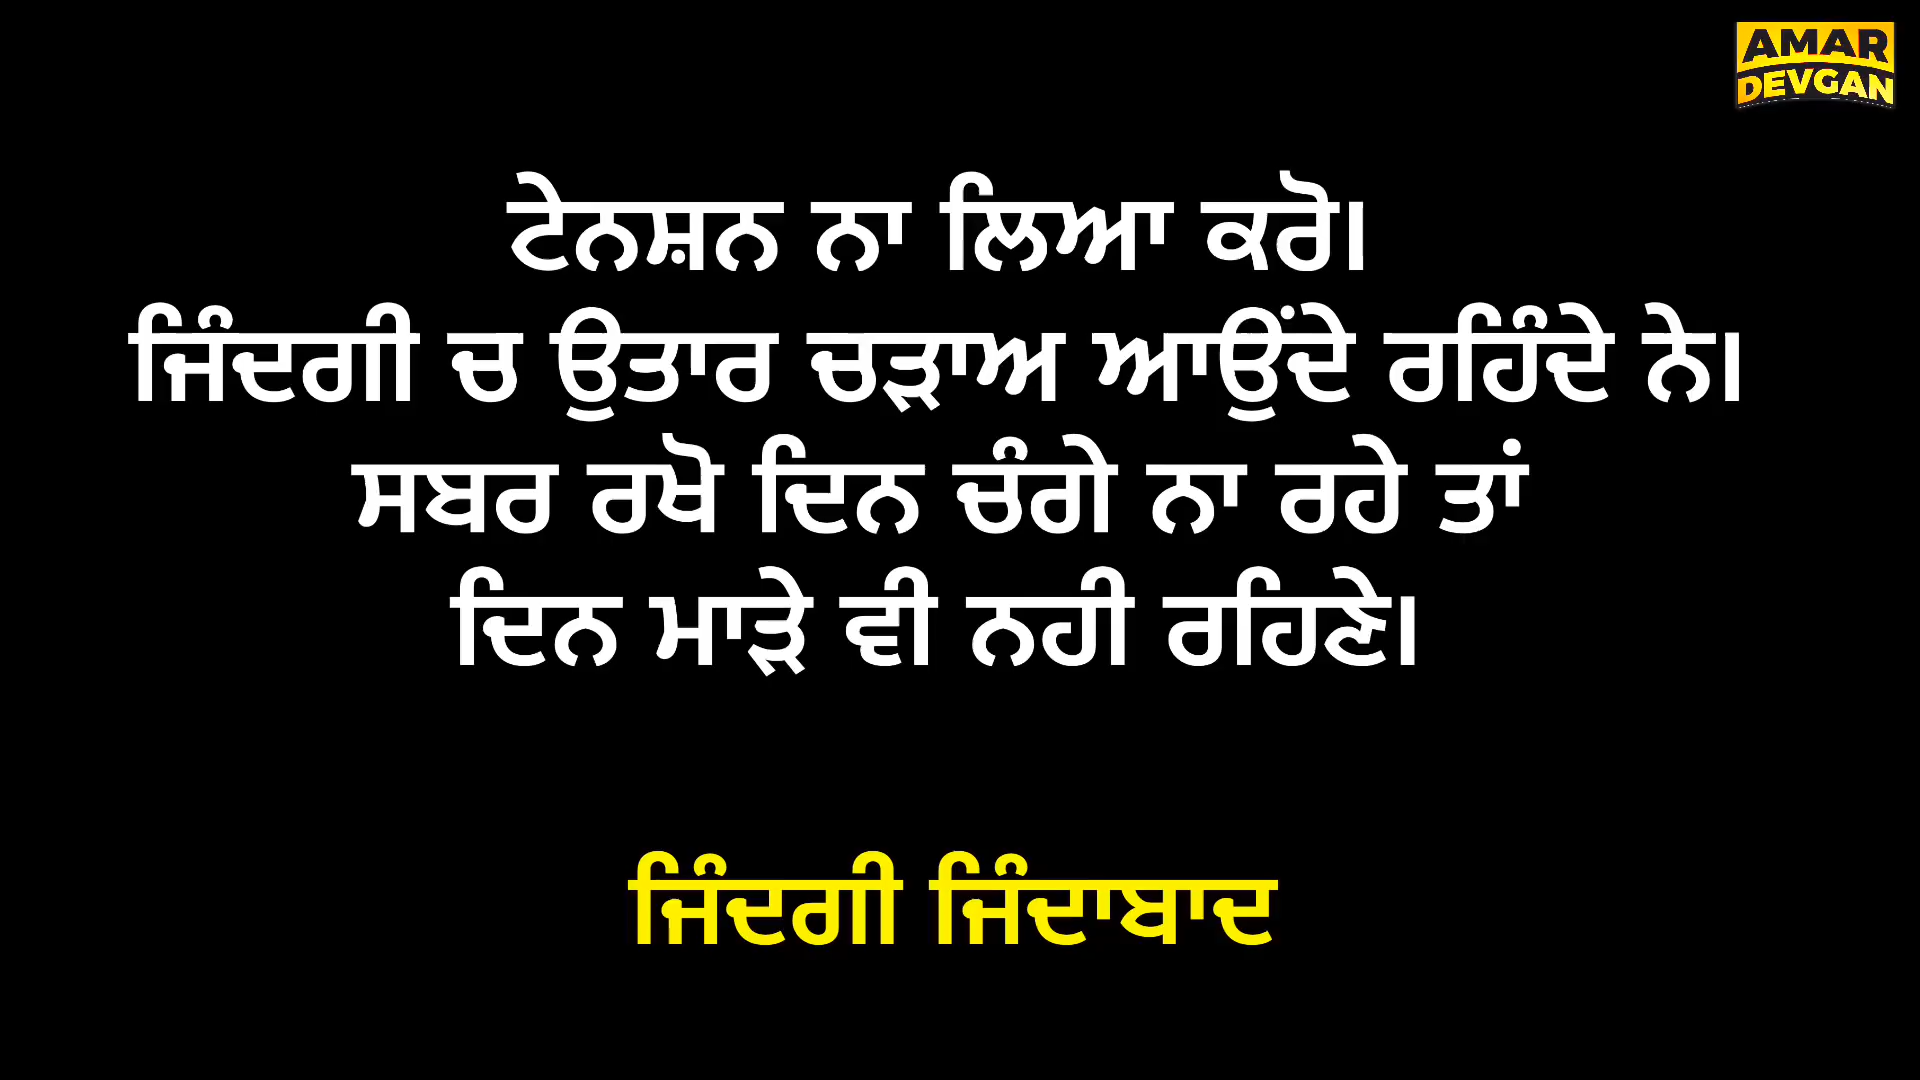 AMAR
DEVGAN
ਟੇਨਸ਼ਨ ਨਾ ਲਿਆ ਕਰੋ।
ਜਿੰਦਗੀ ਚ ਉਤਾਰ ਚੜਾਅ ਆਉਂਦੇ ਰਹਿੰਦੇ ਨੇ।
ਸਬਰ ਰਖੋ ਦਿਨ ਚੰਗੇ ਨਾ ਰਹੇ ਤਾਂ
ਦਿਨ ਮਾੜੇ ਵੀ ਨਹੀ ਰਹਿਣੇ।
ਜਿੰਦਗੀ ਜਿੰਦਾਬਾਦ